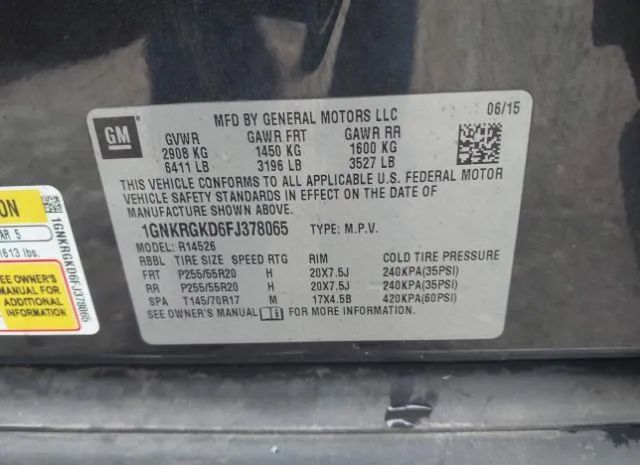 GM
MFD BY GENERAL MOTORS LLC 06/15
GVWR GAWR FRT GAWR RR
2908 KG 1450 KG 1600 KG
6411 LB 3196 LB 3527 LB
THIS VEHICLE CONFORMS TO ALL APPLICABLE U.S. FEDERAL MOTOR
VEHICLE SAFETY STANDARDS IN EFFECT ON THE DATE OF
MANUFACTURE SHOWN ABOVE.
1GNKRGKD6FJ378065 TYPE: M.P.V.
MODEL: R14526
RBBL TIRE SIZE SPEED RTG RIM COLD TIRE PRESSURE
FRT P255/55R20 H 20X7.5J 240KPA(35PSI)
RR P255/55R20 H 20X7.5J 240KPA(35PSI)
SPA T145/70R17 M 17X4.5B 420KPA(60PSI)
SEE OWNER'S MANUAL FOR MORE INFORMATION
ON
AR 5
1613 lbs.
SEE OWNER'S
MANUAL FOR
ADDITIONAL
INFORMATION
1GNKRGKD6FJ378065